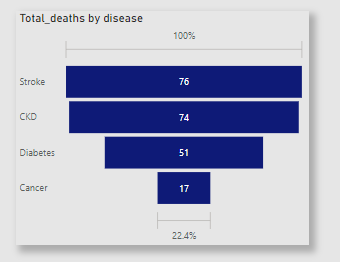 Total_deaths by disease
100%
Stroke 76
CKD 74
Diabetes 51
Cancer 17
22.4%